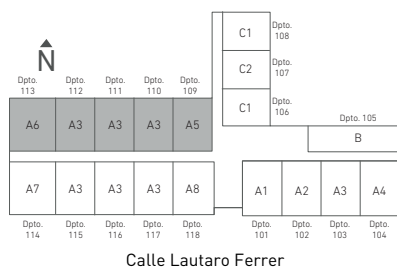 C1
Dpto.
108
N
C2
Dpto.
107
Dpto.
113
Dpto.
112
Dpto.
111
Dpto.
110
Dpto.
109
C1
Dpto.
106
Dpto. 105
A6
A3
A3
A3
A5
B
A7
A3
A3
A3
A8
A1
A2
A3
A4
Dpto.
114
Dpto.
115
Dpto.
116
Dpto.
117
Dpto.
118
Dpto.
101
Dpto.
102
Dpto.
103
Dpto.
104
Calle Lautaro Ferrer